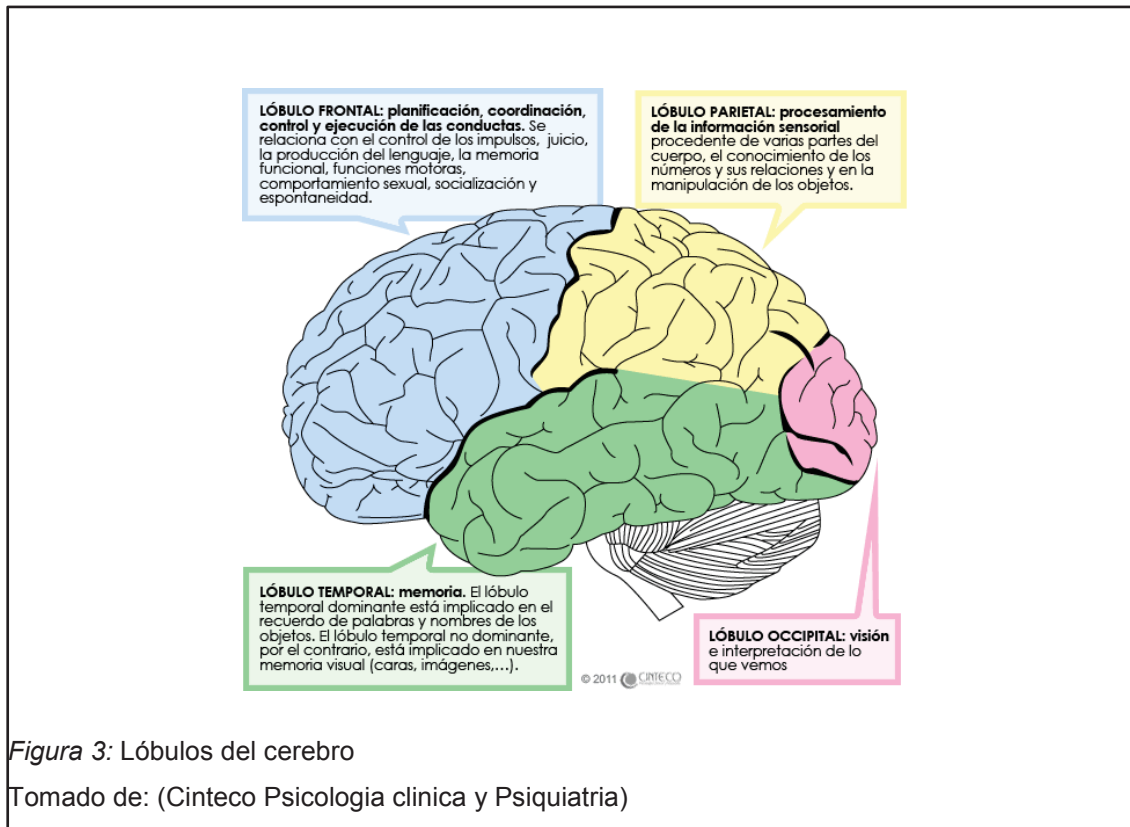 LÓBULO FRONTAL: planificación, coordinación,
control y ejecución de las conductas. Se
relaciona con el control de los impulsos, juicio,
la producción del lenguaje, la memoria
funcional, funciones motoras,
comportamiento sexual, socialización y
espontaneidad.
LÓBULO PARIETAL: procesamiento
de la información sensorial
procedente de varias partes del
cuerpo, el conocimiento de los
números y sus relaciones y en la
manipulación de los objetos.
LÓBULO TEMPORAL: memoria. El lóbulo
temporal dominante está implicado en el
recuerdo de palabras y nombres de los
objetos. El lóbulo temporal no dominante,
por el contrario, está implicado en nuestra
memoria visual (caras, imágenes,...).
LÓBULO OCCIPITAL: visión
e interpretación de lo
que vemos
© 2011 CINTECO
Figura 3: Lóbulos del cerebro
Tomado de: (Cinteco Psicologia clinica y Psiquiatria)